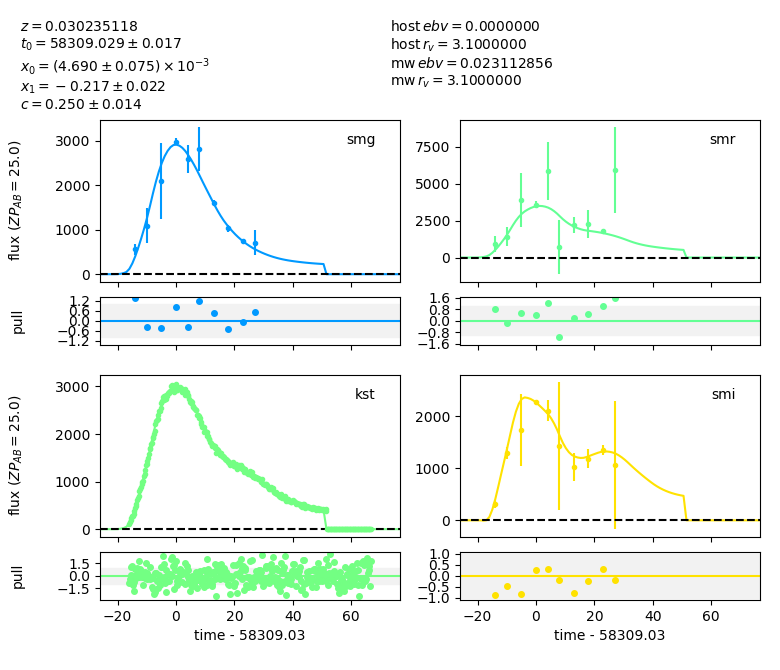 z = 0.030235118
t₀ = 58309.029 ± 0.017
x₀ = (4.690 ± 0.075) × 10⁻³
x₁ = −0.217 ± 0.022
c = 0.250 ± 0.014
host ebv = 0.0000000
host r_v = 3.1000000
mw ebv = 0.023112856
mw r_v = 3.1000000
flux (ZP_AB = 25.0)
3000
2000
1000
0
smg
7500
5000
2500
0
smr
pull
1.2
0.6
0.0
−0.6
−1.2
1.6
0.8
0.0
−0.8
−1.6
flux (ZP_AB = 25.0)
3000
2000
1000
0
kst
2000
1000
0
smi
pull
1.5
0.0
−1.5
1.0
0.5
0.0
−0.5
−1.0
−20 0 20 40 60
−20 0 20 40 60
time - 58309.03
time - 58309.03